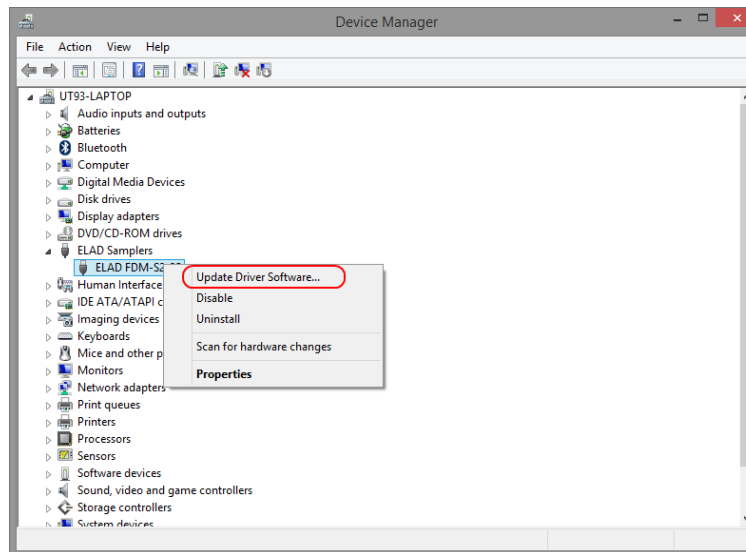 Device Manager
File Action View Help
UT93-LAPTOP
Audio inputs and outputs
Batteries
Bluetooth
Computer
Digital Media Devices
Disk drives
Display adapters
DVD/CD-ROM drives
ELAD Samplers
ELAD
Update Driver Software...
Human Interface
Disable
IDE ATA/ATAPI
Imaging devices
Uninstall
Keyboards
Mice and other
Scan for hardware changes
Monitors
Properties
Network adapters
Print queues
Printers
Processors
Sensors
Software devices
Sound, video and game controllers
Storage controllers
System devices